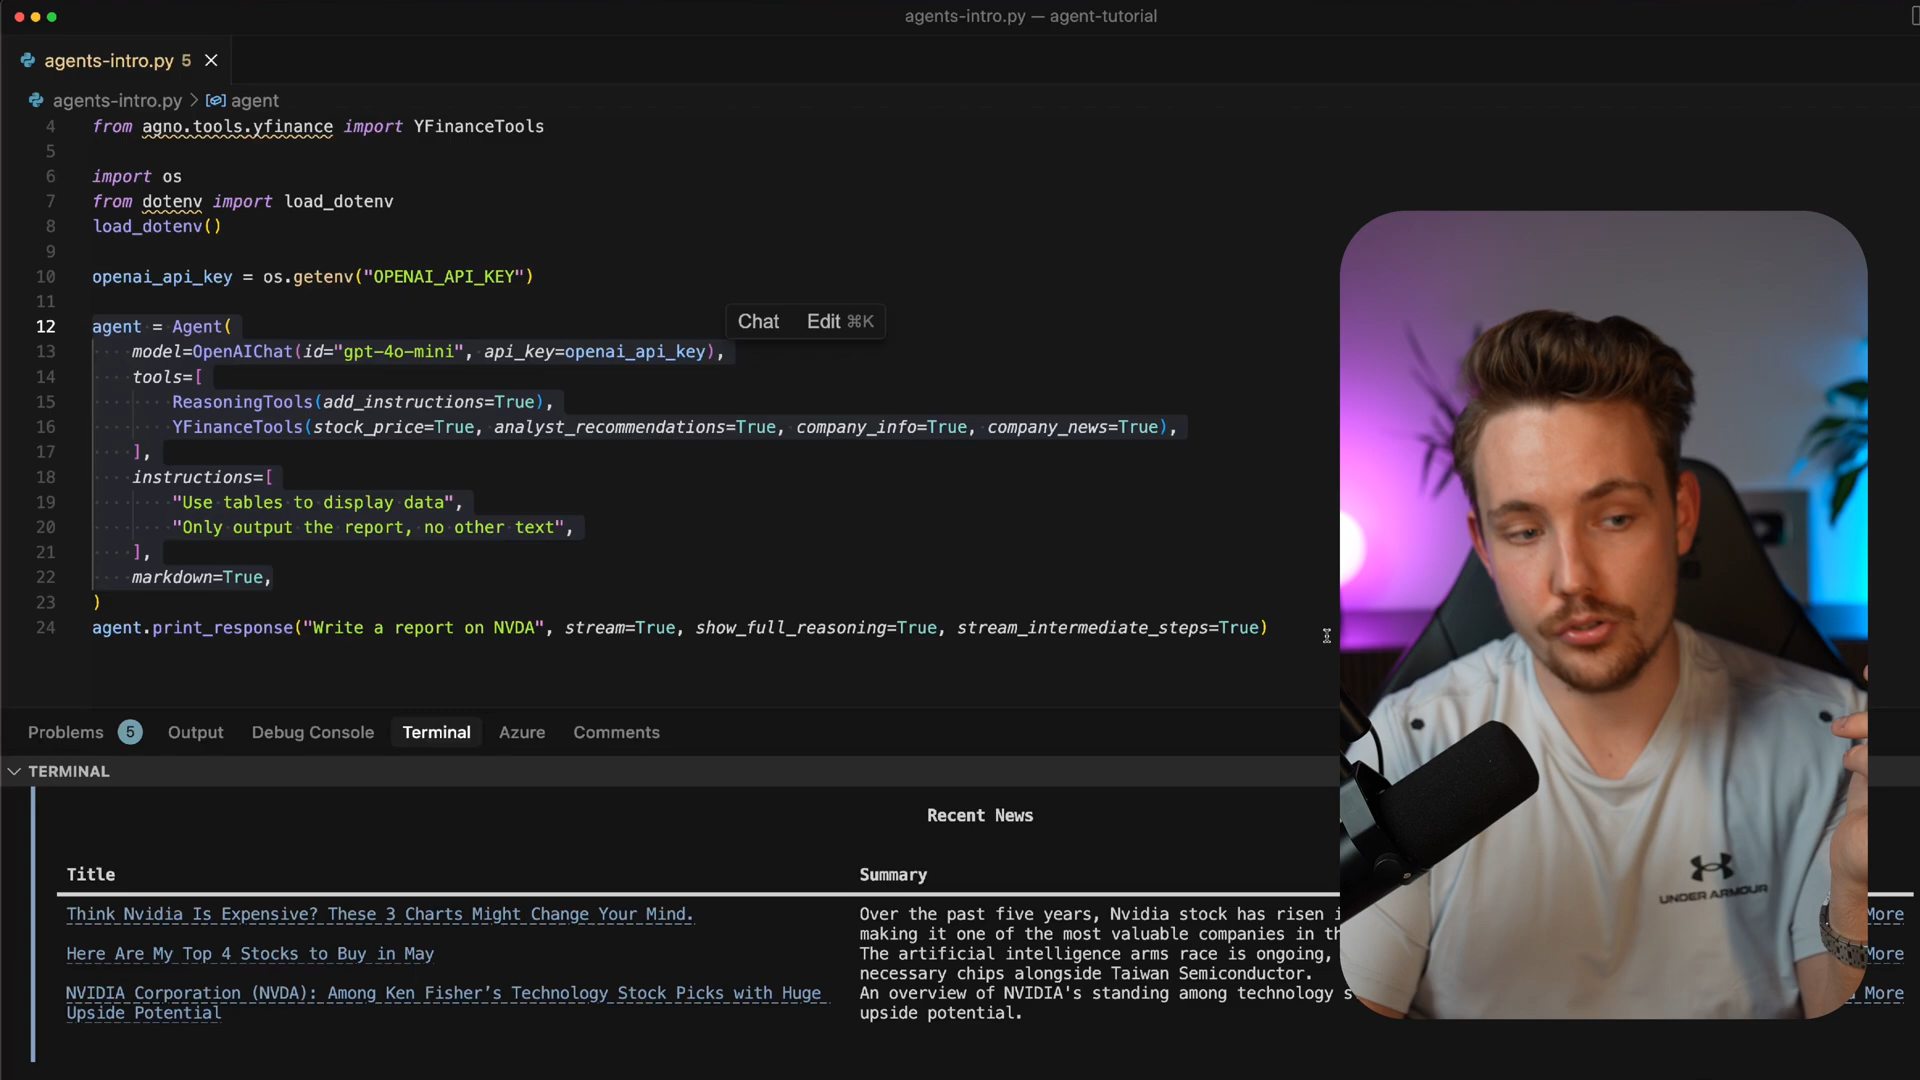 agents-intro.py — agent-tutorial
agents-intro.py 5
agents-intro.py > agent
4 from agno.tools.yfinance import YFinanceTools
5
6 import os
7 from dotenv import load_dotenv
8 load_dotenv()
9
10 openai_api_key = os.getenv("OPENAI_API_KEY")
11
Chat Edit ⌘K
12 agent = Agent(
13 model=OpenAIChat(id="gpt-4o-mini", api_key=openai_api_key),
14 tools=[
15 ReasoningTools(add_instructions=True),
16 YFinanceTools(stock_price=True, analyst_recommendations=True, company_info=True, company_news=True),
17 ],
18 instructions=[
19 "Use tables to display data",
20 "Only output the report, no other text",
21 ],
22 markdown=True,
23 )
24 agent.print_response("Write a report on NVDA", stream=True, show_full_reasoning=True, stream_intermediate_steps=True)
Problems 5 Output Debug Console Terminal Azure Comments
TERMINAL
Recent News
Title Summary
Think Nvidia Is Expensive? These 3 Charts Might Change Your Mind. Over the past five years, Nvidia stock has risen More
making it one of the most valuable companies in
Here Are My Top 4 Stocks to Buy in May The artificial intelligence arms race is ongoing, More
necessary chips alongside Taiwan Semiconductor.
NVIDIA Corporation (NVDA): Among Ken Fisher's Technology Stock Picks with Huge An overview of NVIDIA's standing among technology More
Upside Potential upside potential.
UNDER ARMOUR